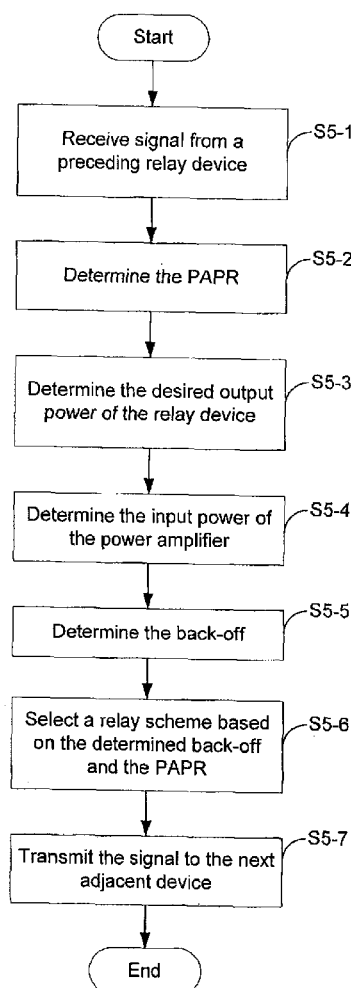 Start
Receive signal from a
preceding relay device
S5-1
Determine the PAPR
S5-2
Determine the desired output
power of the relay device
S5-3
Determine the input power of
the power amplifier
S5-4
Determine the back-off
S5-5
Select a relay scheme based
on the determined back-off
and the PAPR
S5-6
Transmit the signal to the next
adjacent device
S5-7
End